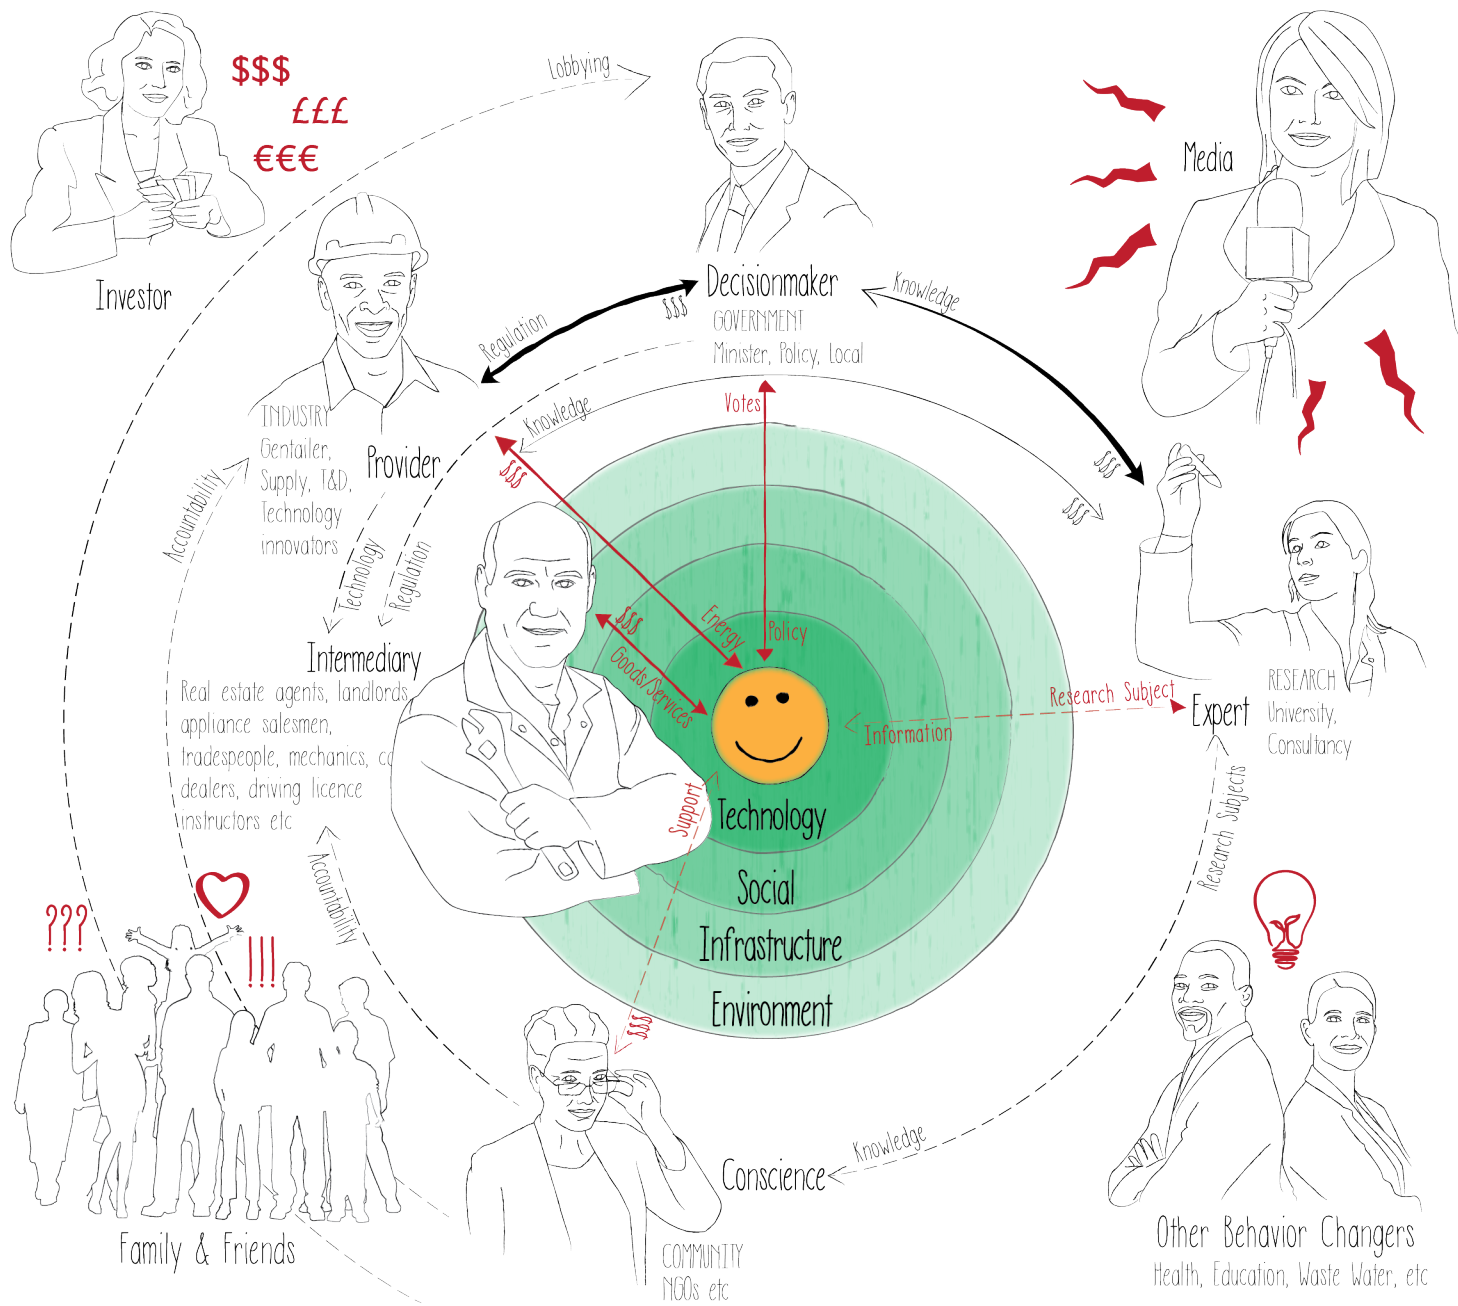 $$$
£££
€€€
Investor
Lobbying
Decisionmaker
GOVERNMENT
Minister, Policy, Local
Media
Regulation
$$$
Knowledge
$$$
Knowledge
$$$
INDUSTRY
Gentailer,
Supply, T&D,
Technology
innovators
Provider
Accountability
Technology
Regulation
$$$
Energy
Votes
Policy
$$$
Goods/Services
Intermediary
Real estate agents, landlords,
appliance salesmen,
tradespeople, mechanics,
dealers, driving licence
instructors etc
Accountability
Research Subject
Information
Expert
RESEARCH
University,
Consultancy
Research Subjects
Support
$$$
Technology
Social
Infrastructure
Environment
???
!!!
Family & Friends
Conscience
Knowledge
COMMUNITY
NGOs etc
Other Behavior Changers
Health, Education, Waste Water, etc